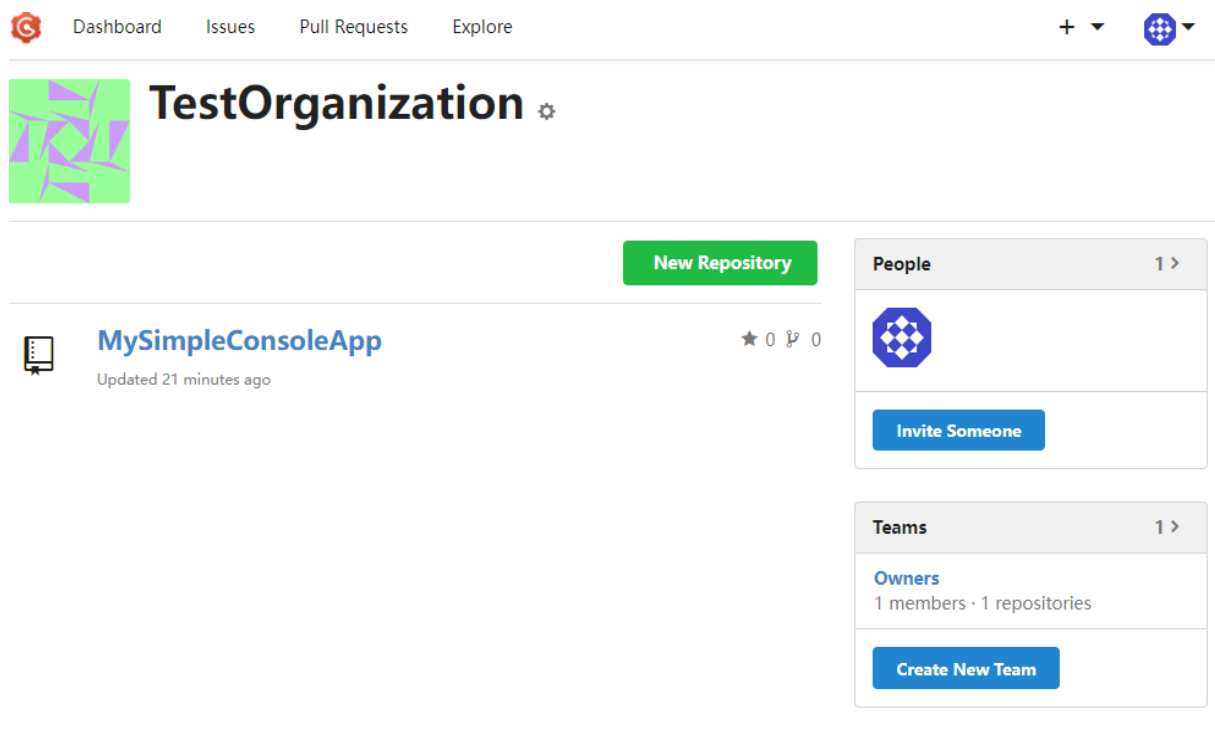 Dashboard Issues Pull Requests Explore
TestOrganization
New Repository
MySimpleConsoleApp
0 0
Updated 21 minutes ago
People 1
Invite Someone
Teams 1
Owners
1 members · 1 repositories
Create New Team